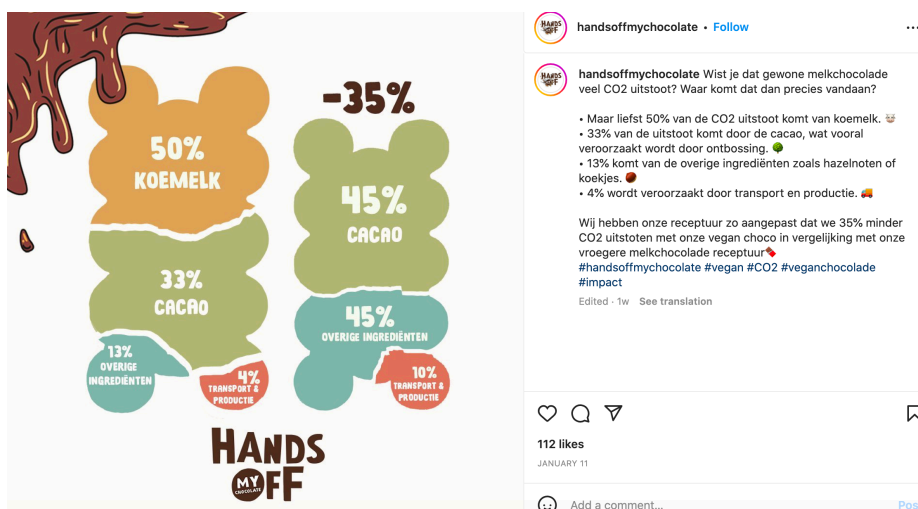 50%
KOEMELK
33%
CACAO
13%
OVERIGE
INGREDIËNTEN
4%
TRANSPORT &
PRODUCTIE
-35%
45%
CACAO
45%
OVERIGE INGREDIËNTEN
10%
TRANSPORT &
PRODUCTIE
HANDS
MY
CHOCOLATE
OFF
HANDS
OFF
handsoffmychocolate • Follow
HANDS
OFF
handsoffmychocolate Wist je dat gewone melkchocolade
veel CO2 uitstoot? Waar komt dat dan precies vandaan?
• Maar liefst 50% van de CO2 uitstoot komt van koemelk.
• 33% van de uitstoot komt door de cacao, wat vooral
veroorzaakt wordt door ontbossing.
• 13% komt van de overige ingrediënten zoals hazelnoten of
koekjes.
• 4% wordt veroorzaakt door transport en productie.
Wij hebben onze receptuur zo aangepast dat we 35% minder
CO2 uitstoten met onze vegan choco in vergelijking met onze
vroegere melkchocolade receptuur
#handsoffmychocolate #vegan #CO2 #veganchocolade
#impact
Edited · 1w See translation
112 likes
JANUARY 11
Add a comment...
Pos